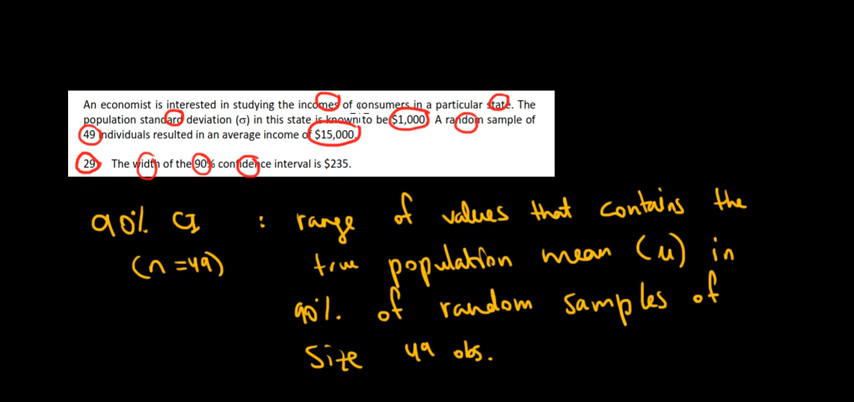 An economist is interested in studying the incomes of consumers in a particular state. The
population standard deviation (σ) in this state is known to be $1,000. A random sample of
49 individuals resulted in an average income of $15,000.
29. The width of the 90% confidence interval is $235.
90% CI : range of values that contains the
(n = 49) true population mean (u) in
90% of random samples of
size 49 obs.